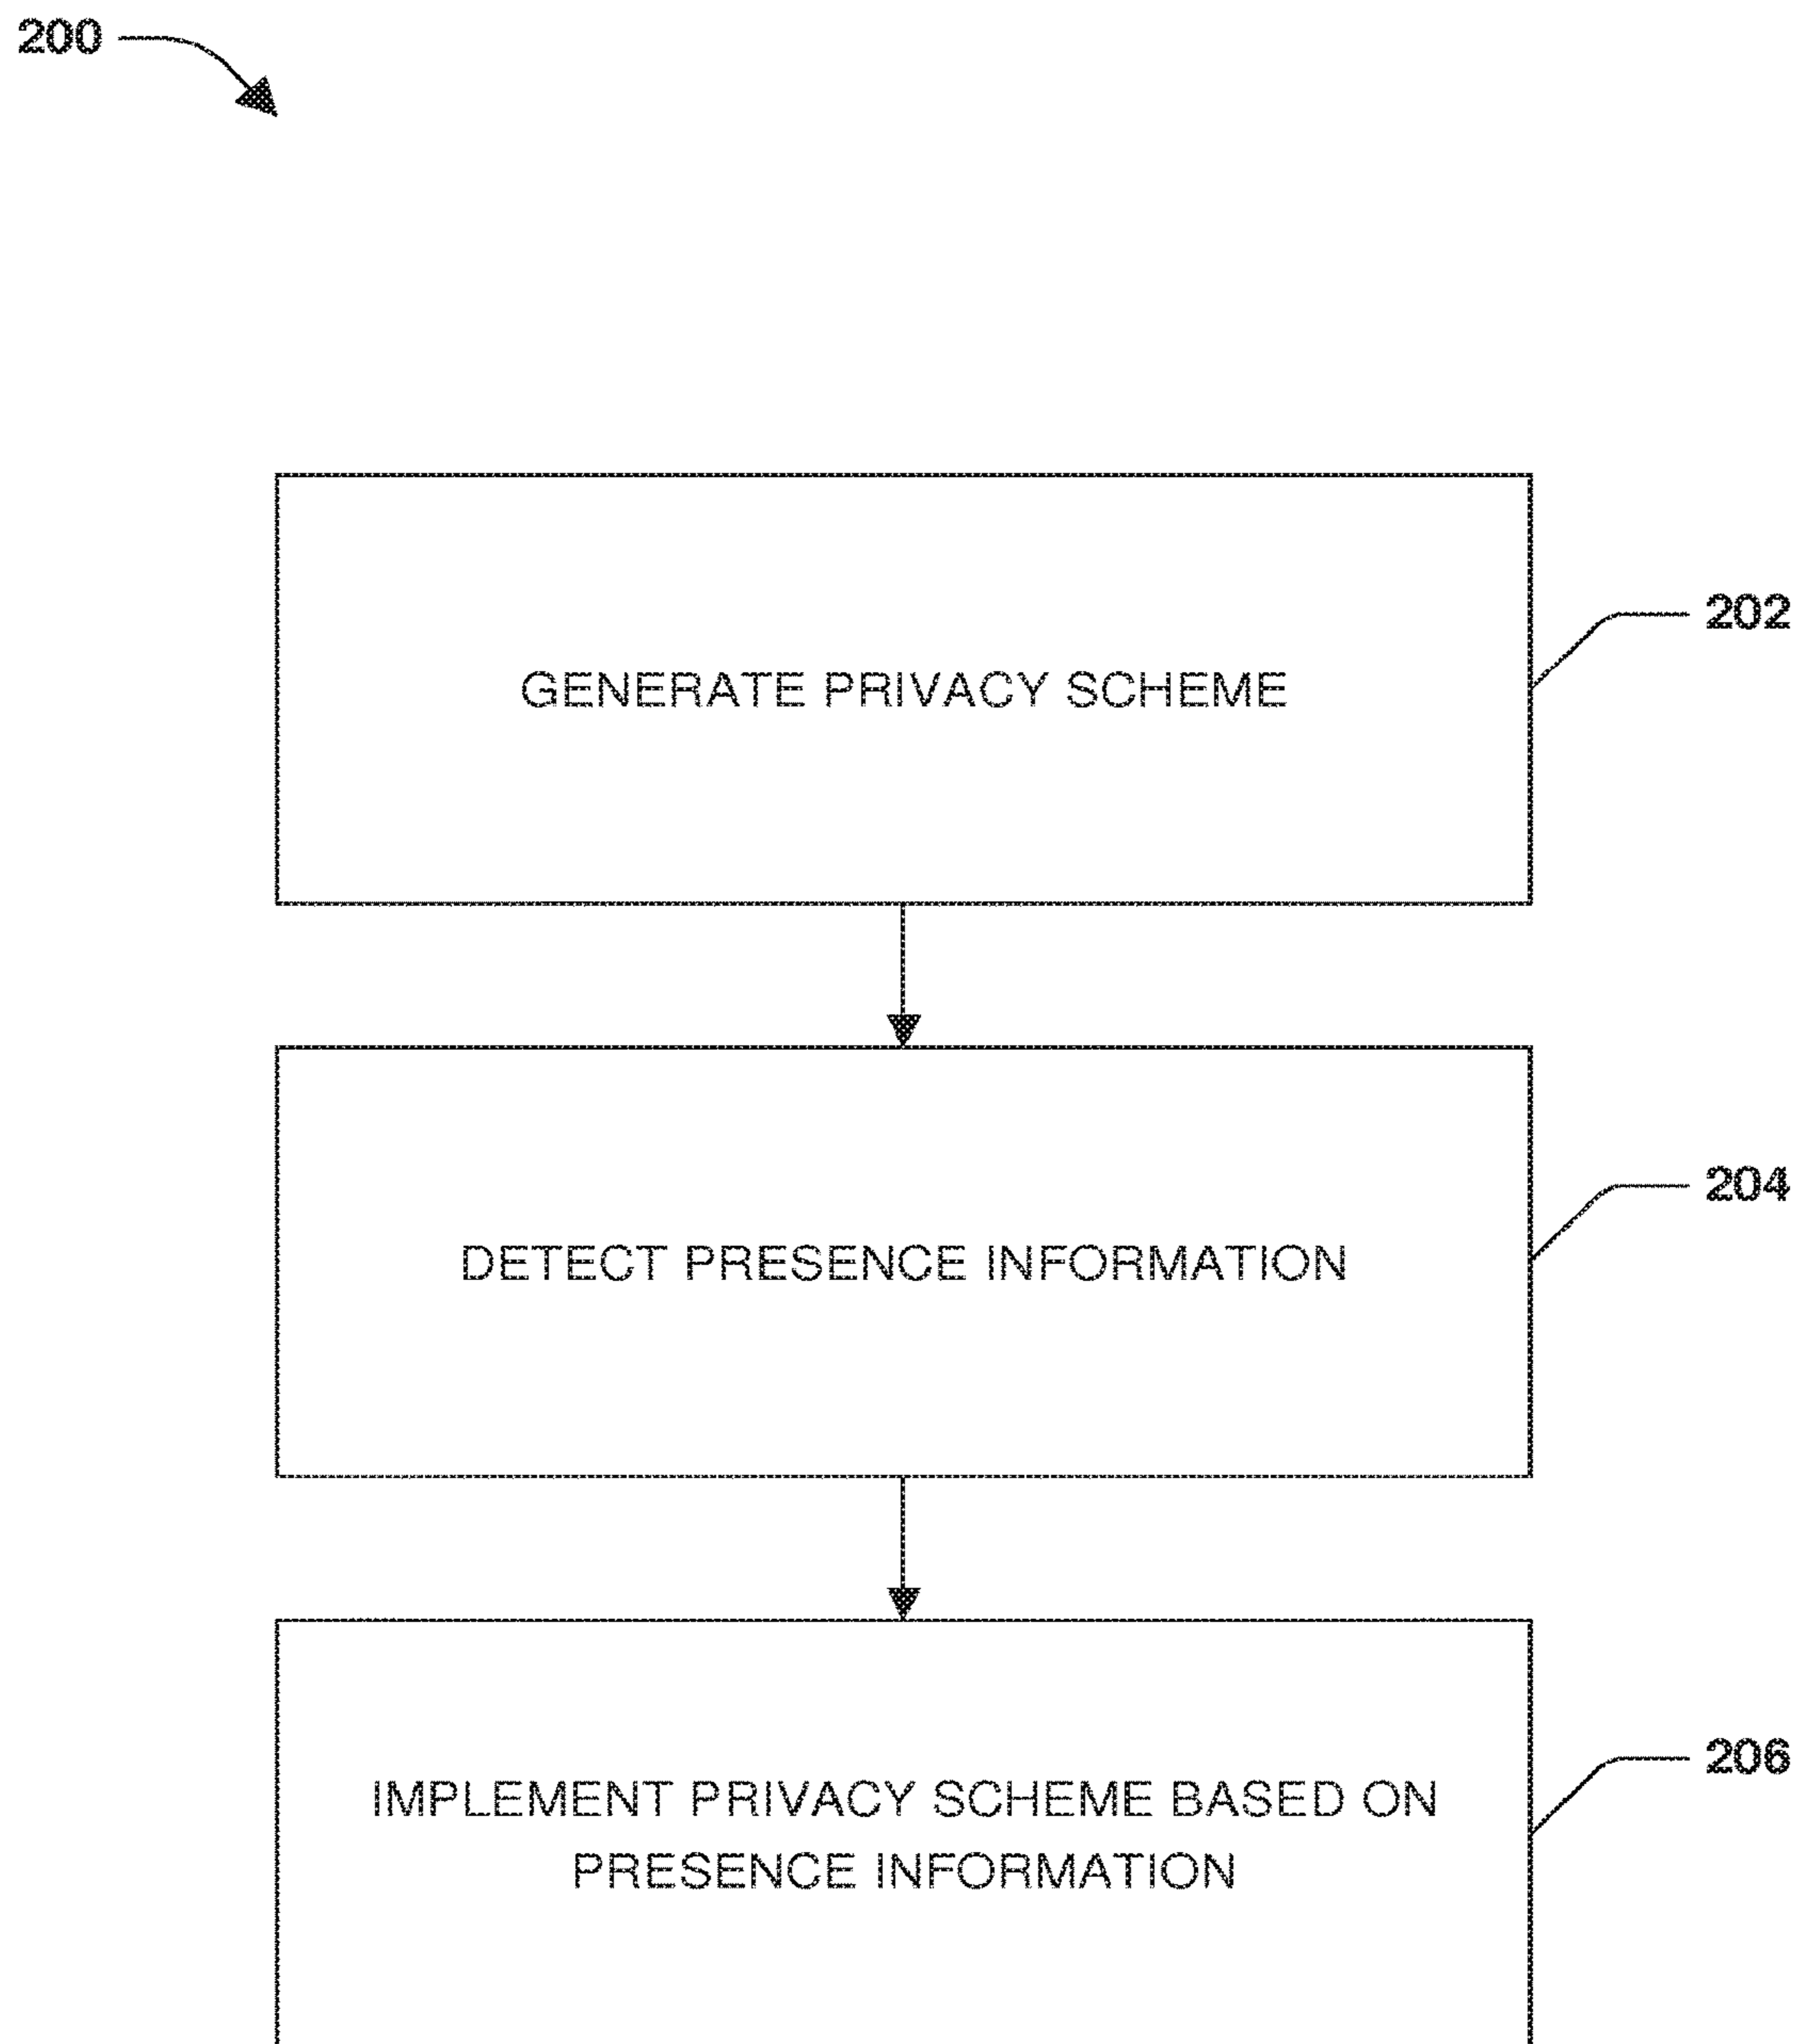 200
GENERATE PRIVACY SCHEME
202
DETECT PRESENCE INFORMATION
204
IMPLEMENT PRIVACY SCHEME BASED ON
PRESENCE INFORMATION
206